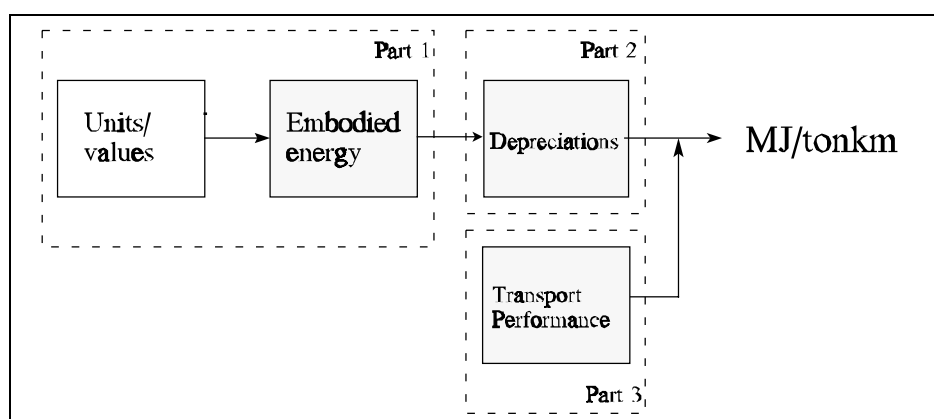 Part 1
Units/
values
Embodied
energy
Part 2
Depreciations
MJ/tonkm
Transport
Performance
Part 3